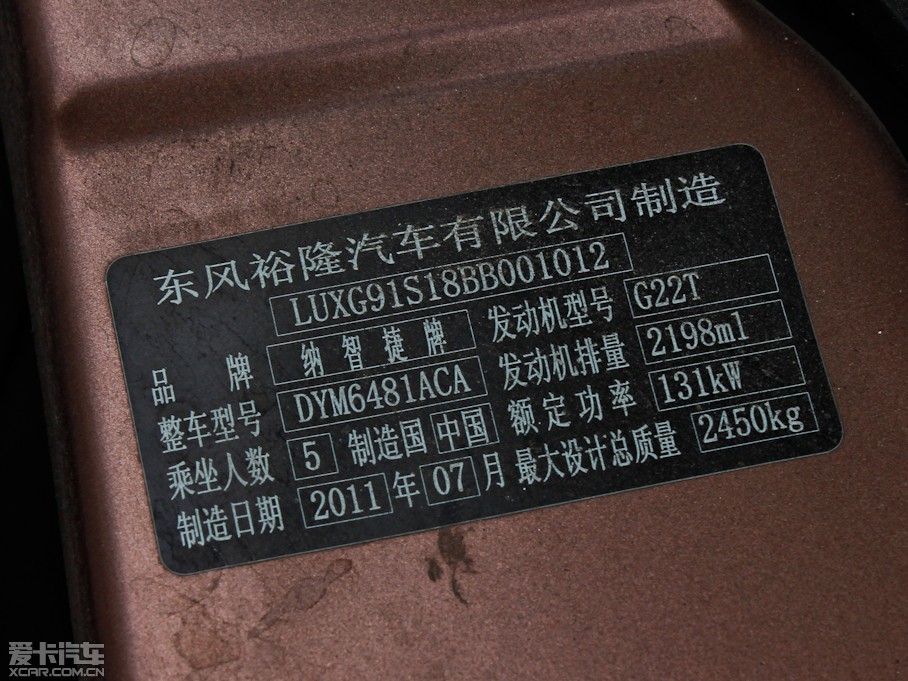 东风裕隆汽车有限公司制造
LUXG91S18BB001012
品 牌 纳智捷牌 发动机型号 G22T
整车型号 DYM6481ACA 发动机排量 2198ml
乘坐人数 5 制造国 中国 额定功率 131kW
制造日期 2011 年 07 月 最大设计总质量 2450kg
爱卡汽车
XCAR.COM.CN